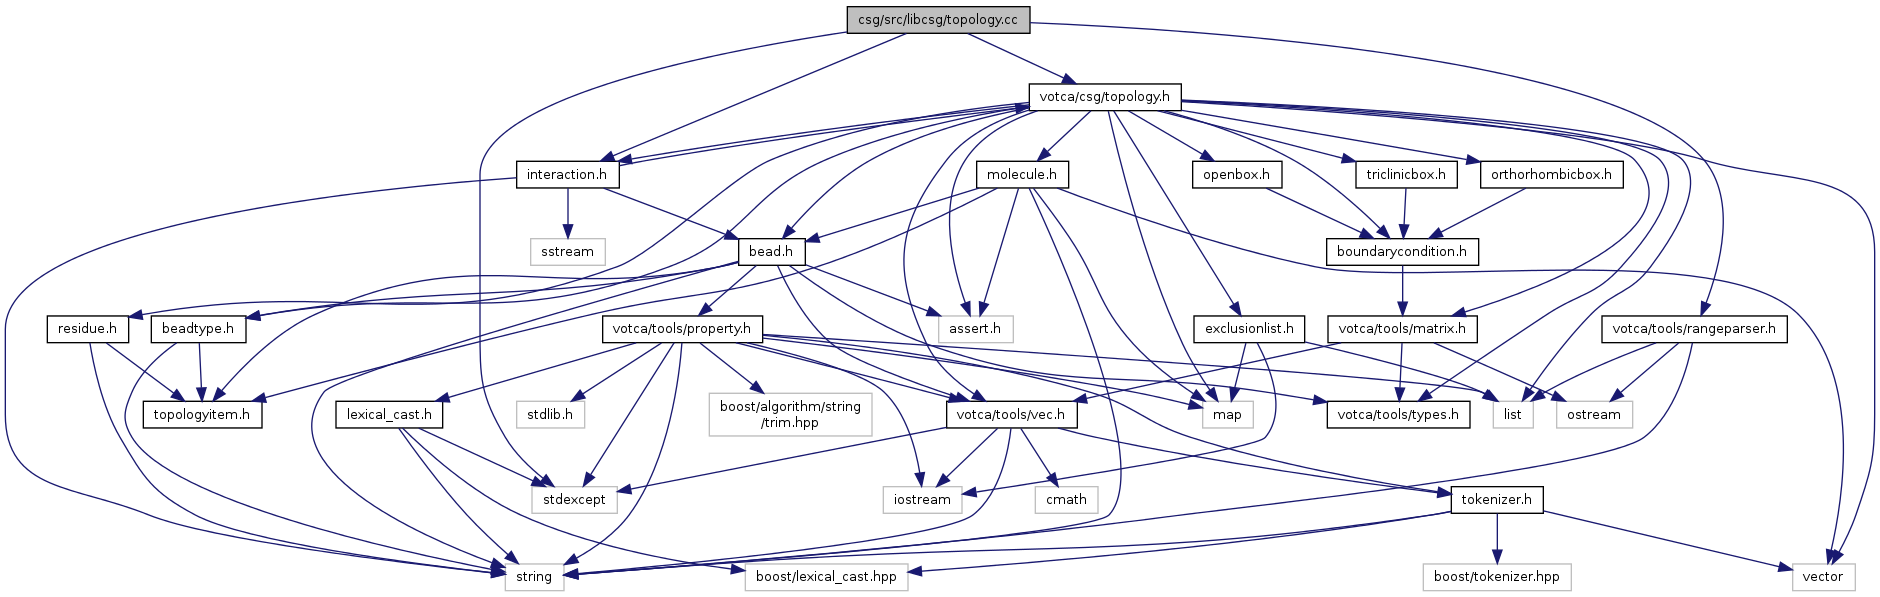 csg/src/libcsg/topology.cc
votca/csg/topology.h
interaction.h
molecule.h
openbox.h
triclinicbox.h
orthorhombicbox.h
sstream
bead.h
boundarycondition.h
residue.h
beadtype.h
votca/tools/property.h
assert.h
exclusionlist.h
votca/tools/matrix.h
votca/tools/rangeparser.h
topologyitem.h
lexical_cast.h
stdlib.h
boost/algorithm/string
/trim.hpp
votca/tools/vec.h
map
votca/tools/types.h
list
ostream
stdexcept
iostream
cmath
tokenizer.h
string
boost/lexical_cast.hpp
boost/tokenizer.hpp
vector